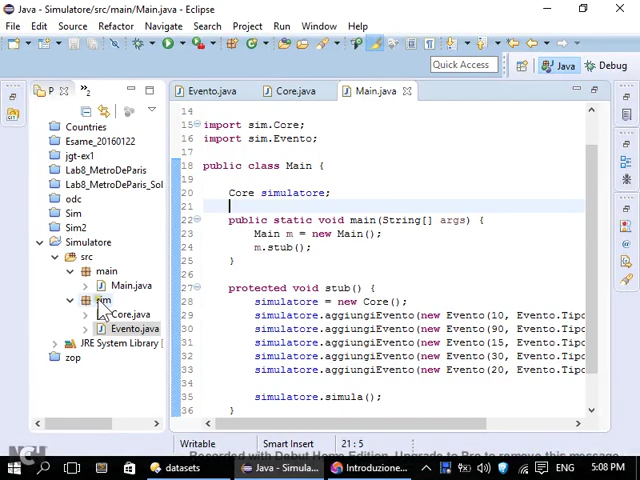 Java - Simulatore/src/main/Main.java - Eclipse
File Edit Source Refactor Navigate Search Project Run Window Help
Quick Access
Java
Debug
P
Evento.java
Core.java
Main.java
Countries
Esame_20160122
jgt-ex1
Lab8_MetroDeParis
Lab8_MetroDeParis_Sol
odc
Sim
Sim2
Simulatore
src
main
Main.java
sim
Core.java
Evento.java
JRE System Library [
zop
14
15 import sim.Core;
16 import sim.Evento;
17
18 public class Main {
19
20 Core simulatore;
21
22 public static void main(String[] args) {
23 Main m = new Main();
24 m.stub();
25 }
26
27 protected void stub() {
28 simulatore = new Core();
29 simulatore.aggiungiEvento(new Evento(10, Evento.Tipo
30 simulatore.aggiungiEvento(new Evento(90, Evento.Tipo
31 simulatore.aggiungiEvento(new Evento(15, Evento.Tipo
32 simulatore.aggiungiEvento(new Evento(30, Evento.Tipo
33 simulatore.aggiungiEvento(new Evento(20, Evento.Tipo
34
35 simulatore.simula();
36 }
Writable
Smart Insert
21 : 5
NCH
Recorded with Debut Home Edition. Upgrade to Pro to remove this message
datasets
Java - Simula...
Introduzione...
ENG
5:08 PM